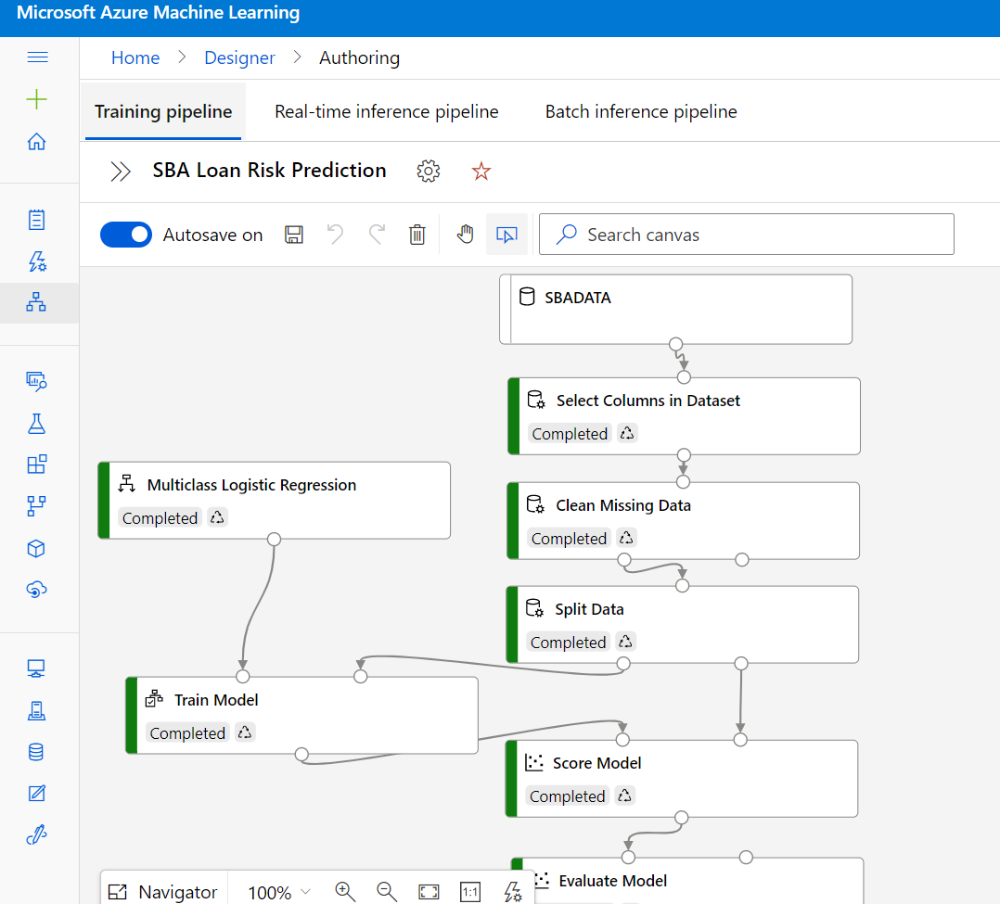 Microsoft Azure Machine Learning
Home > Designer > Authoring
Training pipeline Real-time inference pipeline Batch inference pipeline
SBA Loan Risk Prediction
Autosave on Search canvas
SBADATA
Select Columns in Dataset
Completed
Multiclass Logistic Regression
Completed
Clean Missing Data
Completed
Split Data
Completed
Train Model
Completed
Score Model
Completed
Evaluate Model
Navigator 100% 1:1